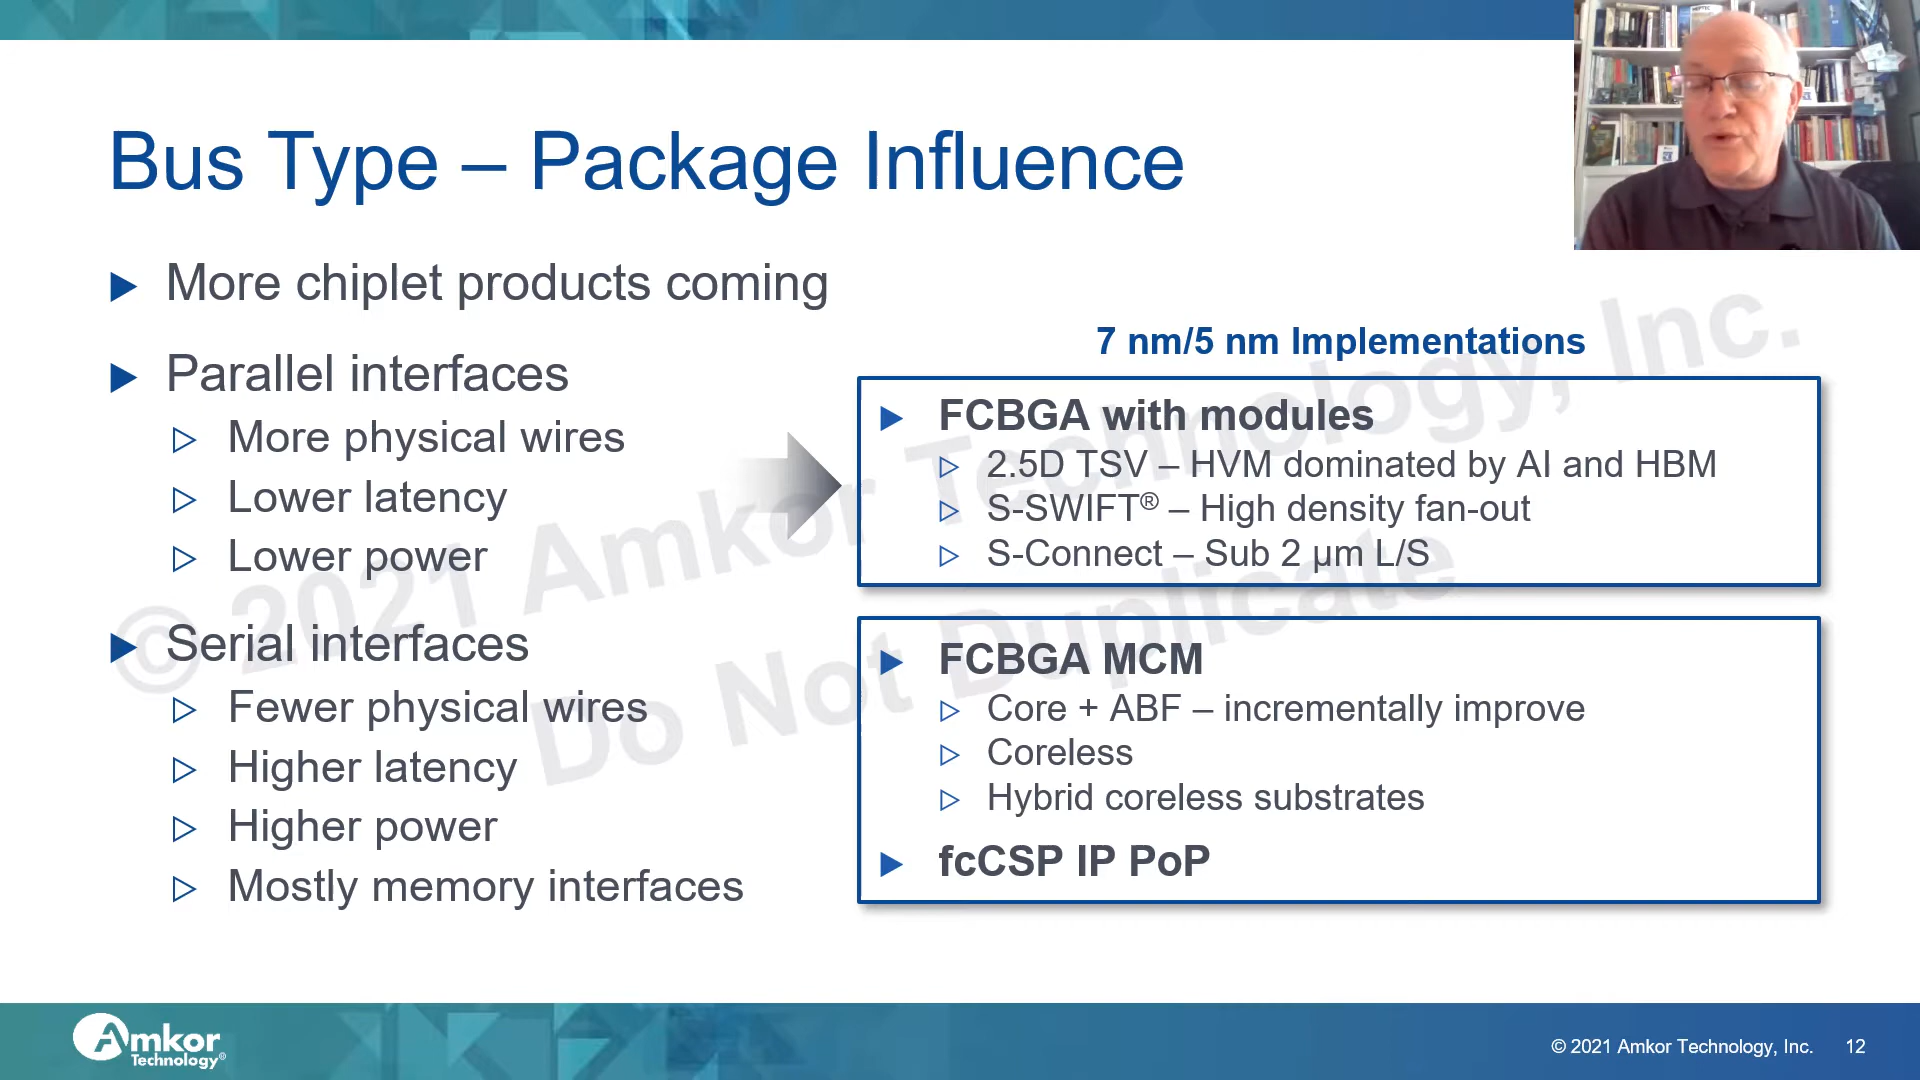 Bus Type – Package Influence
More chiplet products coming
Parallel interfaces
More physical wires
Lower latency
Lower power
Serial interfaces
Fewer physical wires
Higher latency
Higher power
Mostly memory interfaces
7 nm/5 nm Implementations
FCBGA with modules
2.5D TSV – HVM dominated by AI and HBM
S-SWIFT® – High density fan-out
S-Connect – Sub 2 µm L/S
FCBGA MCM
Core + ABF – incrementally improve
Coreless
Hybrid coreless substrates
fcCSP IP PoP
© 2021 Amkor Technology, Inc.
Do Not Duplicate
Amkor
Technology®
© 2021 Amkor Technology, Inc. 12